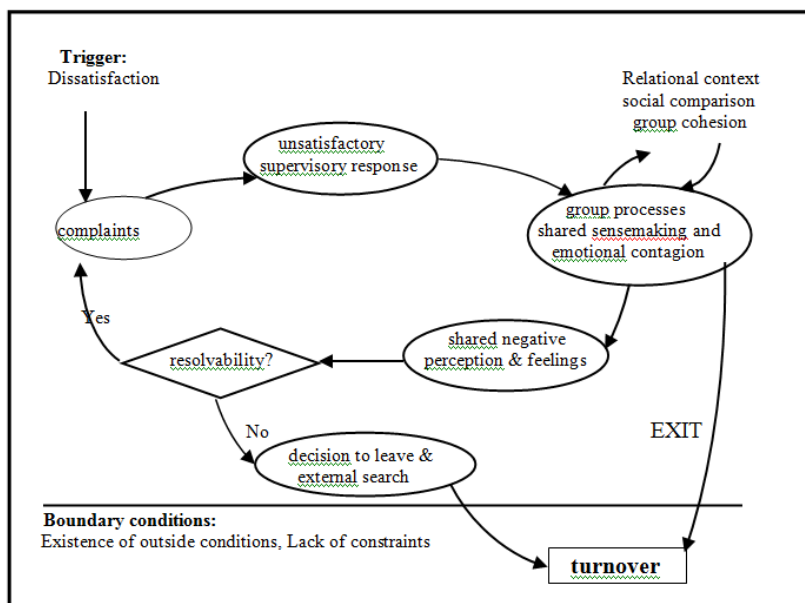 Trigger:
Dissatisfaction
Relational context
social comparison
group cohesion
unsatisfactory
supervisory response
complaints
group processes
shared sensemaking and
emotional contagion
Yes
resolvability?
shared negative
perception & feelings
No
EXIT
decision to leave &
external search
Boundary conditions:
Existence of outside conditions, Lack of constraints
turnover